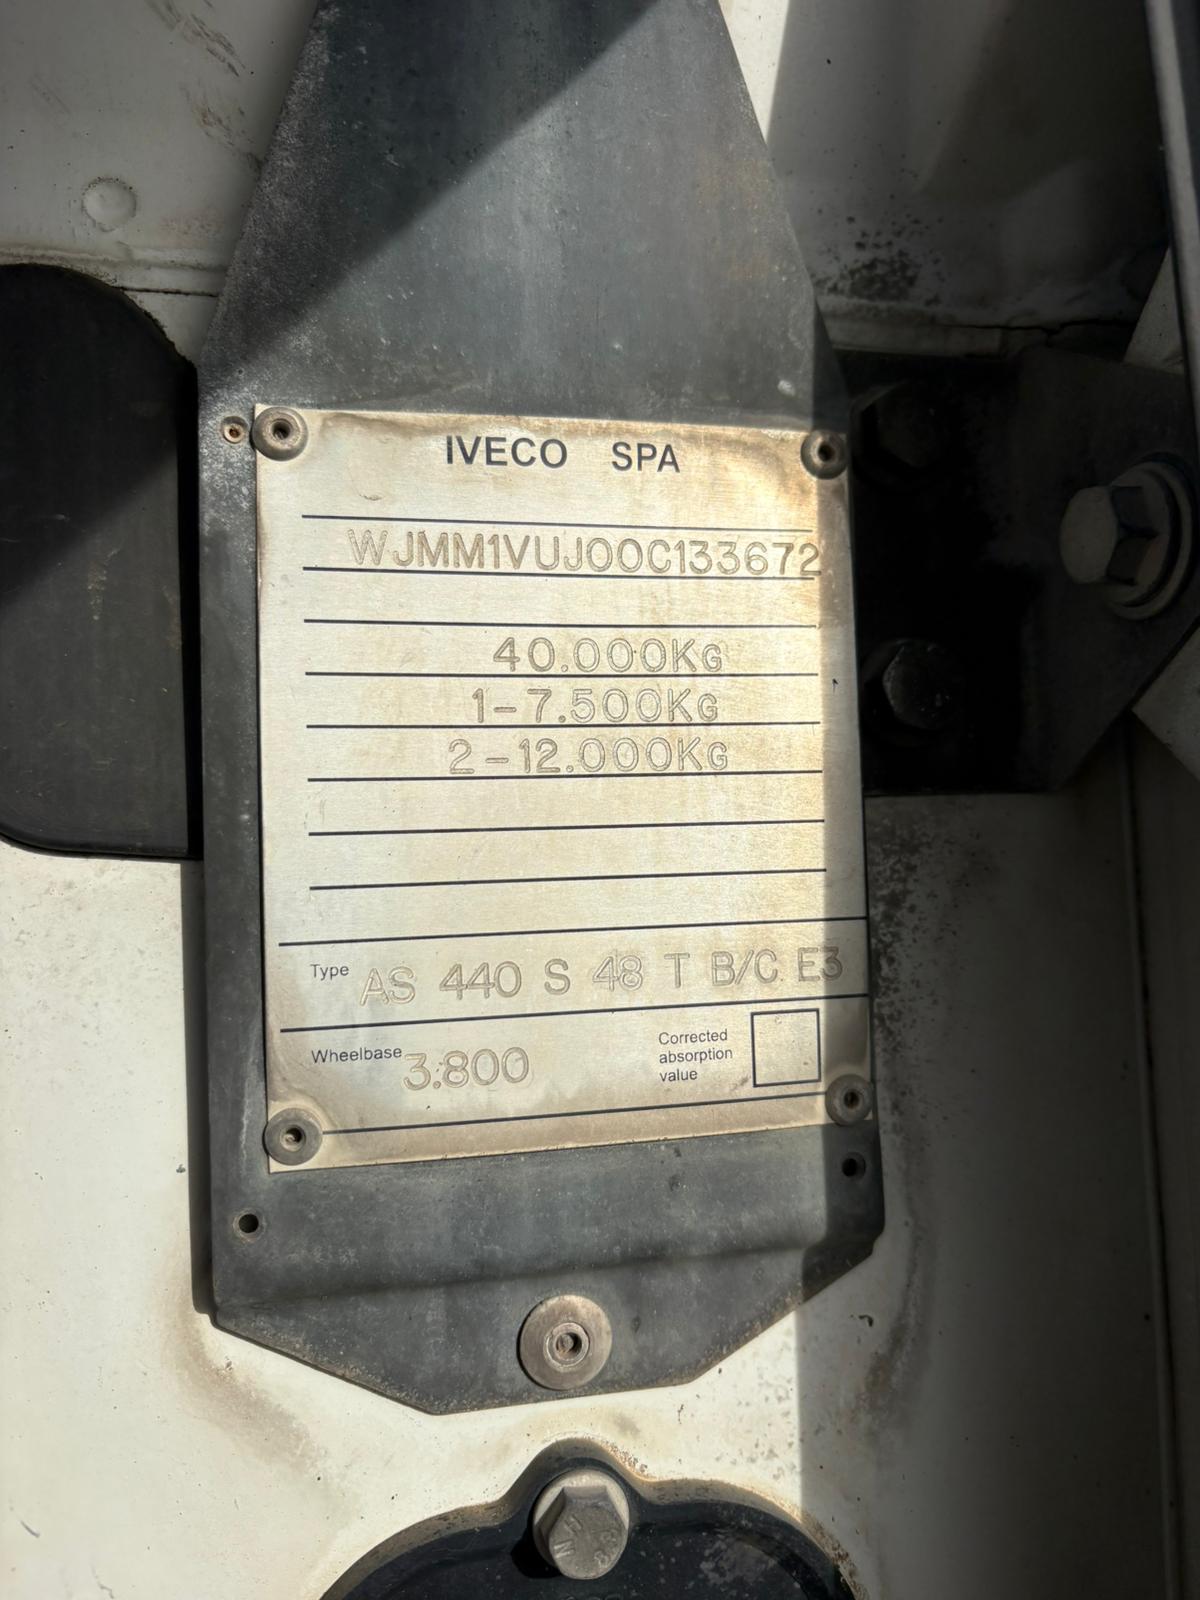 IVECO SPA
WJMM1VUJ00C133672
40.000KG
1-7.500KG
2-12.000KG
Type AS 440 S 48 T B/C E3
Wheelbase 3.800
Corrected
absorption
value